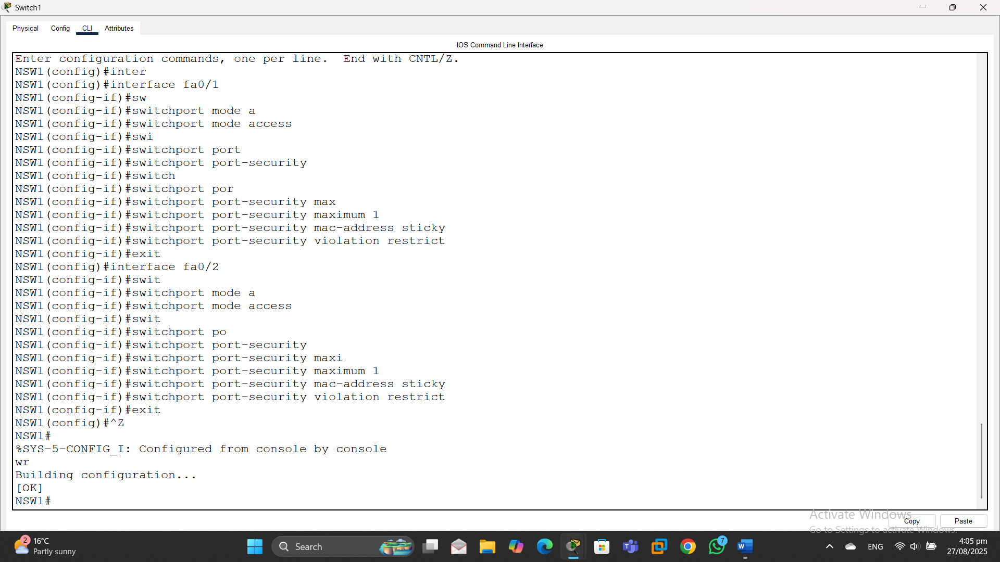 Switch1
Physical Config CLI Attributes
IOS Command Line Interface
Enter configuration commands, one per line.  End with CNTL/Z.
NSW1(config)#inter
NSW1(config)#interface fa0/1
NSW1(config-if)#sw
NSW1(config-if)#switchport mode a
NSW1(config-if)#switchport mode access
NSW1(config-if)#swi
NSW1(config-if)#switchport port
NSW1(config-if)#switchport port-security
NSW1(config-if)#switch
NSW1(config-if)#switchport por
NSW1(config-if)#switchport port-security max
NSW1(config-if)#switchport port-security maximum 1
NSW1(config-if)#switchport port-security mac-address sticky
NSW1(config-if)#switchport port-security violation restrict
NSW1(config-if)#exit
NSW1(config)#interface fa0/2
NSW1(config-if)#swit
NSW1(config-if)#switchport mode a
NSW1(config-if)#switchport mode access
NSW1(config-if)#swit
NSW1(config-if)#switchport po
NSW1(config-if)#switchport port-security
NSW1(config-if)#switchport port-security maxi
NSW1(config-if)#switchport port-security maximum 1
NSW1(config-if)#switchport port-security mac-address sticky
NSW1(config-if)#switchport port-security violation restrict
NSW1(config-if)#exit
NSW1(config)#^Z
NSW1#
%SYS-5-CONFIG_I: Configured from console by console
wr
Building configuration...
[OK]
NSW1#
Activate Windows
Go to Settings to activate Windows.
Copy Paste
2
16°C
Partly sunny
Search
7
ENG
4:05 pm
27/08/2025